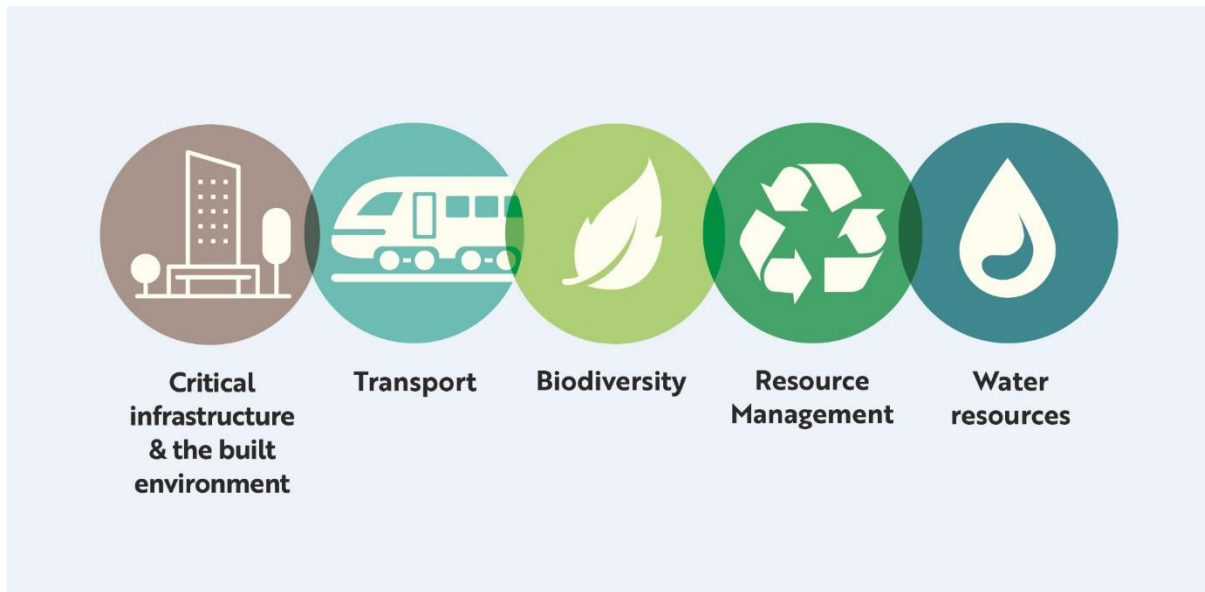 Critical
infrastructure
& the built
environment
Transport
Biodiversity
Resource
Management
Water
resources